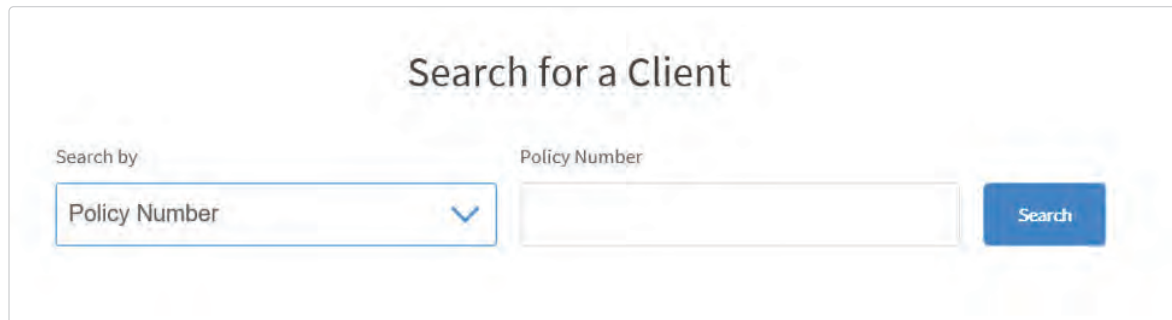 Search for a Client
Search by
Policy Number
Policy Number
Search